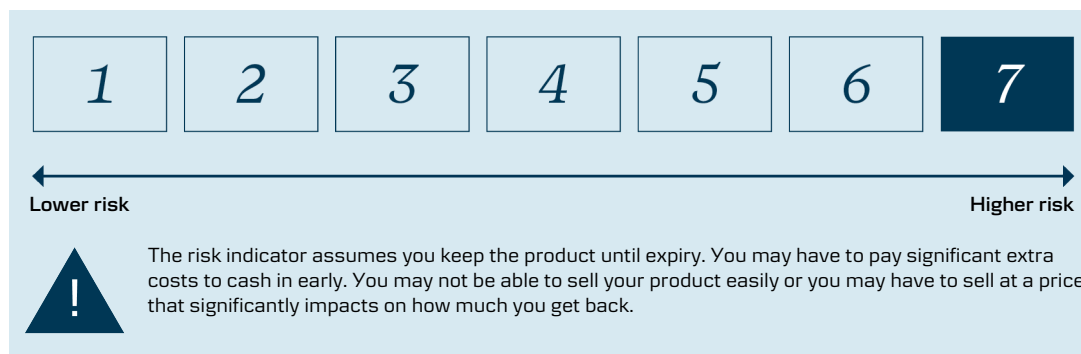 1 2 3 4 5 6 7
Lower risk Higher risk
The risk indicator assumes you keep the product until expiry. You may have to pay significant extra
costs to cash in early. You may not be able to sell your product easily or you may have to sell at a price
that significantly impacts on how much you get back.
!